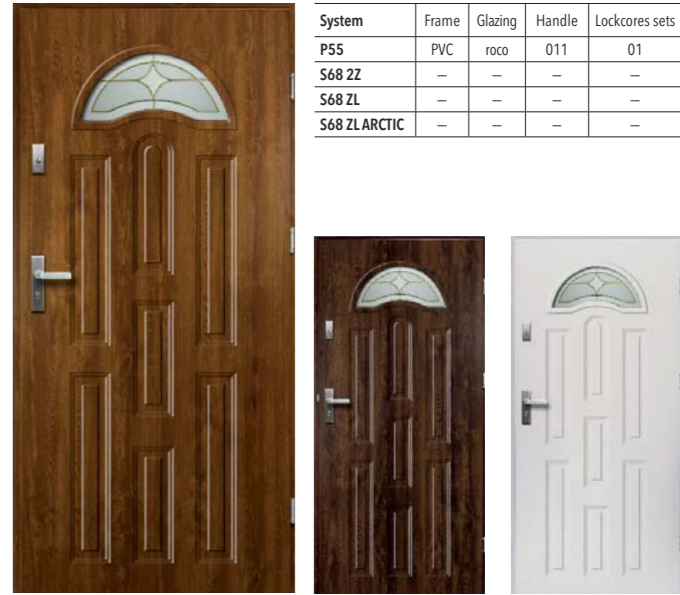 System Frame Glazing Handle Lockcores sets
P55 PVC roco 011 01
S68 2Z – – – –
S68 ZL – – – –
S68 ZL ARCTIC – – – –